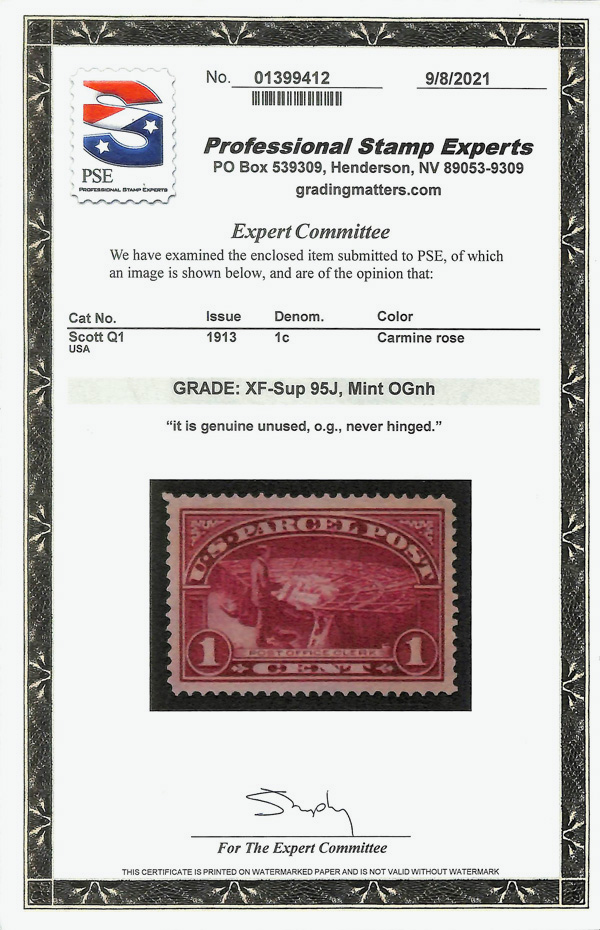 No. 01399412
9/8/2021
PSE
PROFESSIONAL STAMP EXPERTS
Professional Stamp Experts
PO Box 539309, Henderson, NV 89053-9309
gradingmatters.com
Expert Committee
We have examined the enclosed item submitted to PSE, of which
an image is shown below, and are of the opinion that:
Cat No. Issue Denom. Color
Scott Q1 1913 1c Carmine rose
USA
GRADE: XF-Sup 95J, Mint OGnh
“it is genuine unused, o.g., never hinged.”
U.S. PARCEL POST
POST OFFICE CLERK
1 CENT 1
For The Expert Committee
THIS CERTIFICATE IS PRINTED ON WATERMARKED PAPER AND IS NOT VALID WITHOUT WATERMARK